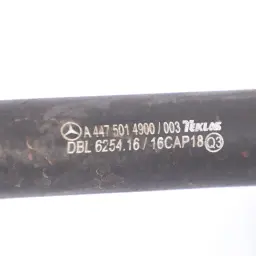 A 447 501 4900 / 003 TEKLAS
DBL 6254.16 / 16CAP18 Q3